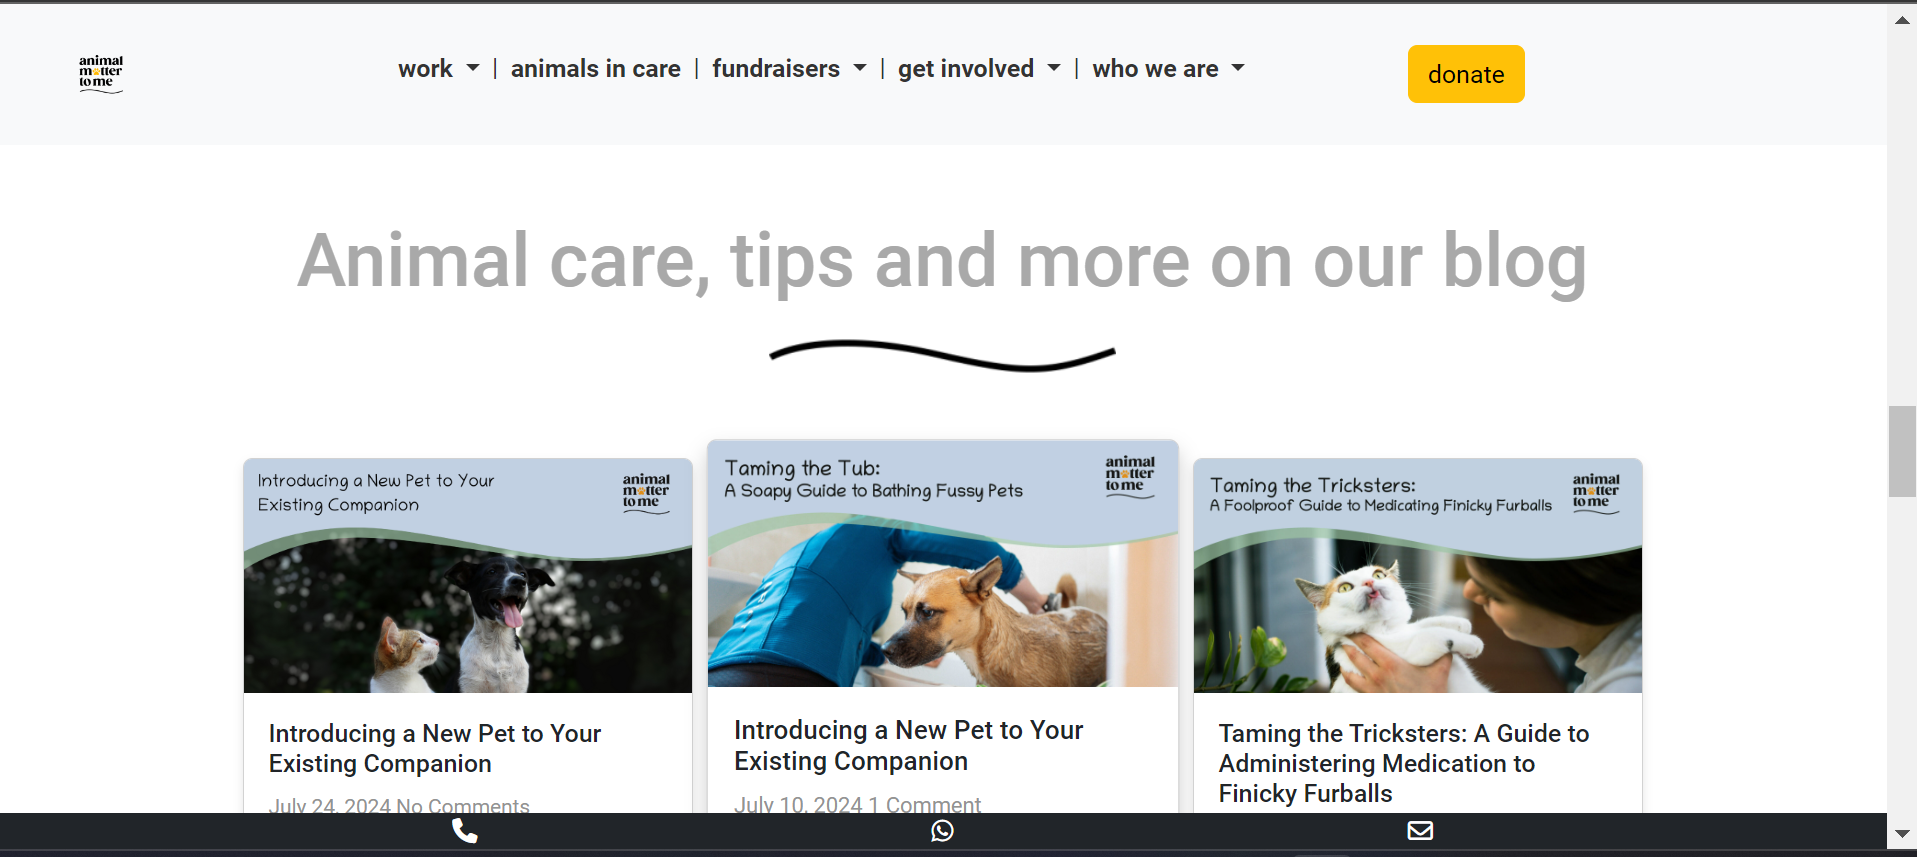 animal
matter
to me
work | animals in care | fundraisers | get involved | who we are
donate
Animal care, tips and more on our blog
Introducing a New Pet to Your
Existing Companion
animal
matter
to me
Introducing a New Pet to Your
Existing Companion
July 24, 2024 No Comments
Taming the Tub:
A Soapy Guide to Bathing Fussy Pets
animal
matter
to me
Introducing a New Pet to Your
Existing Companion
July 10, 2024 1 Comment
Taming the Tricksters:
A Foolproof Guide to Medicating Finicky Furballs
animal
matter
to me
Taming the Tricksters: A Guide to
Administering Medication to
Finicky Furballs